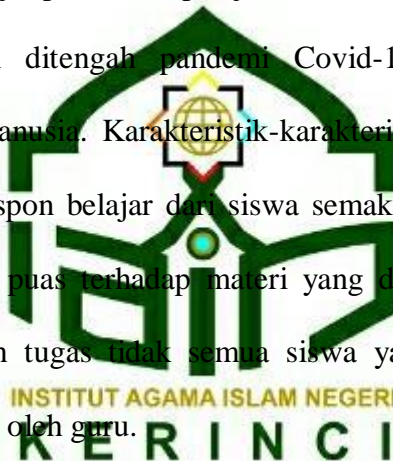 ditengah pandemi Covid-1
anusia. Karakteristik-karakteri
spon belajar dari siswa semak
puas terhadap materi yang d
n tugas tidak semua siswa ya
INSTITUT AGAMA ISLAM NEGERI
oleh guru.
KERINCI